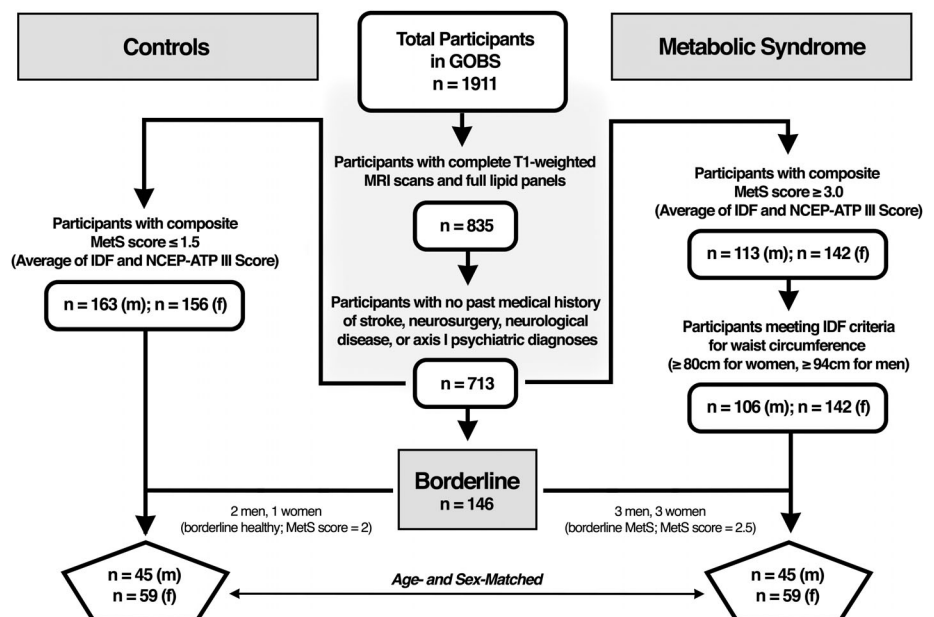 Controls
Total Participants
in GOBS
n = 1911
Metabolic Syndrome
Participants with complete T1-weighted
MRI scans and full lipid panels
n = 835
Participants with no past medical history
of stroke, neurosurgery, neurological
disease, or axis I psychiatric diagnoses
n = 713
Participants with composite
MetS score ≤ 1.5
(Average of IDF and NCEP-ATP III Score)
n = 163 (m); n = 156 (f)
Participants with composite
MetS score ≥ 3.0
(Average of IDF and NCEP-ATP III Score)
n = 113 (m); n = 142 (f)
Participants meeting IDF criteria
for waist circumference
(≥ 80cm for women, ≥ 94cm for men)
n = 106 (m); n = 142 (f)
Borderline
n = 146
2 men, 1 women
(borderline healthy; MetS score = 2)
3 men, 3 women
(borderline MetS; MetS score = 2.5)
n = 45 (m)
n = 59 (f)
Age- and Sex-Matched
n = 45 (m)
n = 59 (f)